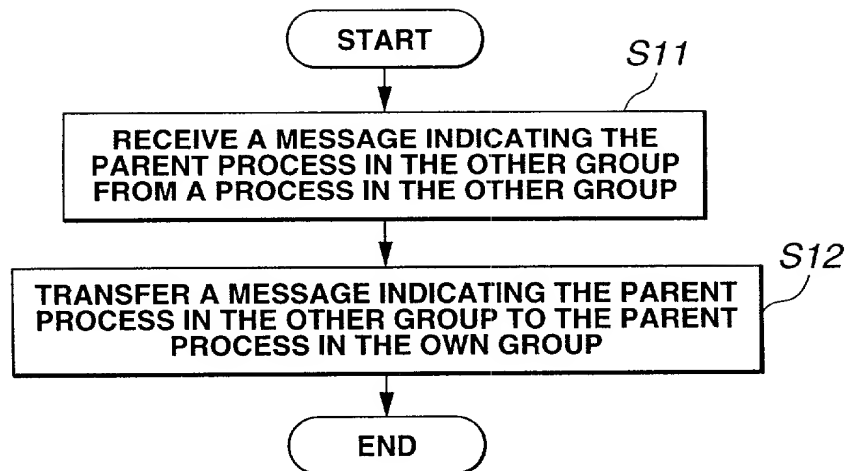 START
S11
RECEIVE A MESSAGE INDICATING THE
PARENT PROCESS IN THE OTHER GROUP
FROM A PROCESS IN THE OTHER GROUP
S12
TRANSFER A MESSAGE INDICATING THE PARENT
PROCESS IN THE OTHER GROUP TO THE PARENT
PROCESS IN THE OWN GROUP
END